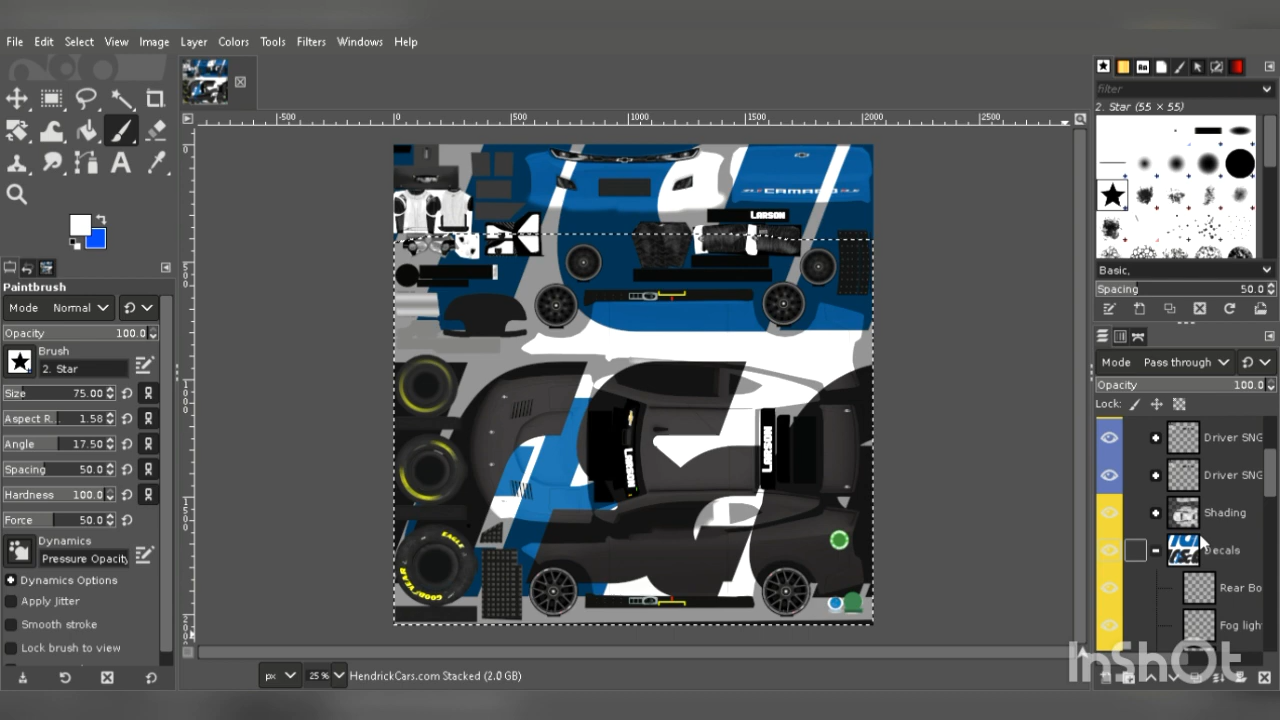 File Edit Select View Image Layer Colors Tools Filters Windows Help
filter
2. Star (55 × 55)
-500 0 500 1000 1500 2000 2500
CAMARO
LARSON
Basic,
Spacing 50.0
Paintbrush
Mode Normal
Opacity 100.0
Brush
2. Star
Size 75.00
Aspect R.. 1.58
Angle 17.50
Spacing 50.0
Hardness 100.0
Force 50.0
Dynamics
Pressure Opacity
Dynamics Options
Apply Jitter
Smooth stroke
Lock brush to view
Mode Pass through
Opacity 100.0
Lock:
Driver SNG
Driver SNG
Shading
Decals
Rear Bo
Fog ligh
LARSON
LARSON
EAGLE
GOODYEAR
px 25 % HendrickCars.com Stacked (2.0 GB)
InShOt